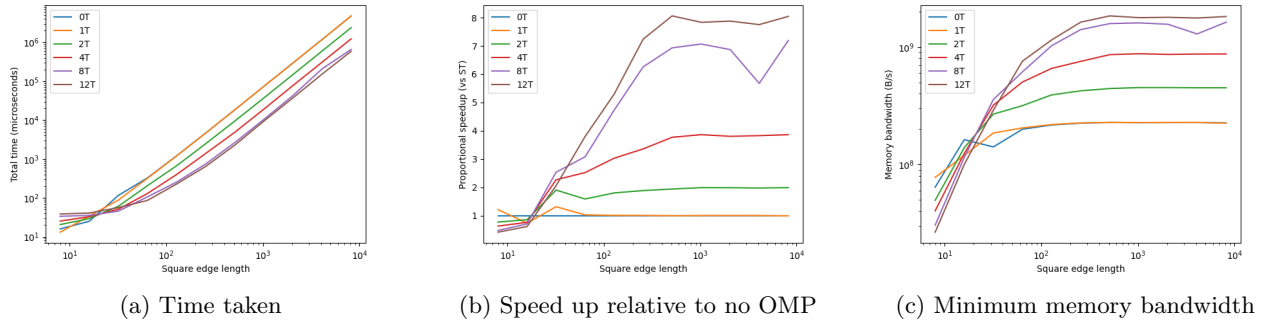 Total time (microseconds)
10^6
10^5
10^4
10^3
10^2
10^1
0T
1T
2T
4T
8T
12T
10^1 10^2 10^3 10^4
Square edge length
(a) Time taken
Proportional speedup (vs ST)
8
7
6
5
4
3
2
1
0T
1T
2T
4T
8T
12T
10^1 10^2 10^3 10^4
Square edge length
(b) Speed up relative to no OMP
Memory bandwidth (B/s)
10^9
10^8
0T
1T
2T
4T
8T
12T
10^1 10^2 10^3 10^4
Square edge length
(c) Minimum memory bandwidth